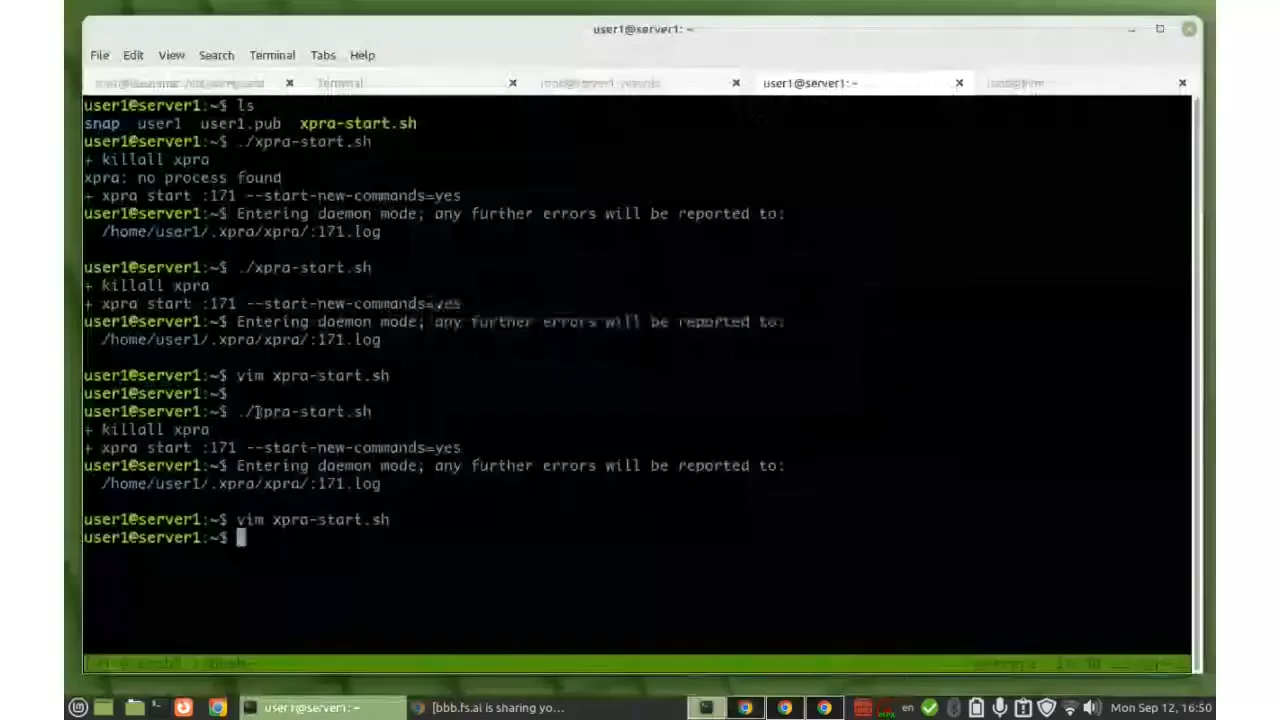 user1@server1: ~
File Edit View Search Terminal Tabs Help
Terminal
user1@server1: ~
user1@server1:~$ ls
snap user1 user1.pub xpra-start.sh
user1@server1:~$ ./xpra-start.sh
+ killall xpra
xpra: no process found
+ xpra start :171 --start-new-commands=yes
user1@server1:~$ Entering daemon mode; any further errors will be reported to:
/home/user1/.xpra/xpra/:171.log
user1@server1:~$ ./xpra-start.sh
+ killall xpra
+ xpra start :171 --start-new-commands=yes
user1@server1:~$ Entering daemon mode; any further errors will be reported to:
/home/user1/.xpra/xpra/:171.log
user1@server1:~$ vim xpra-start.sh
user1@server1:~$
user1@server1:~$ ./xpra-start.sh
+ killall xpra
+ xpra start :171 --start-new-commands=yes
user1@server1:~$ Entering daemon mode; any further errors will be reported to:
/home/user1/.xpra/xpra/:171.log
user1@server1:~$ vim xpra-start.sh
user1@server1:~$
user1@server1: ~
[bbb.fs.ai is sharing yo...
en
Mon Sep 12, 16:50